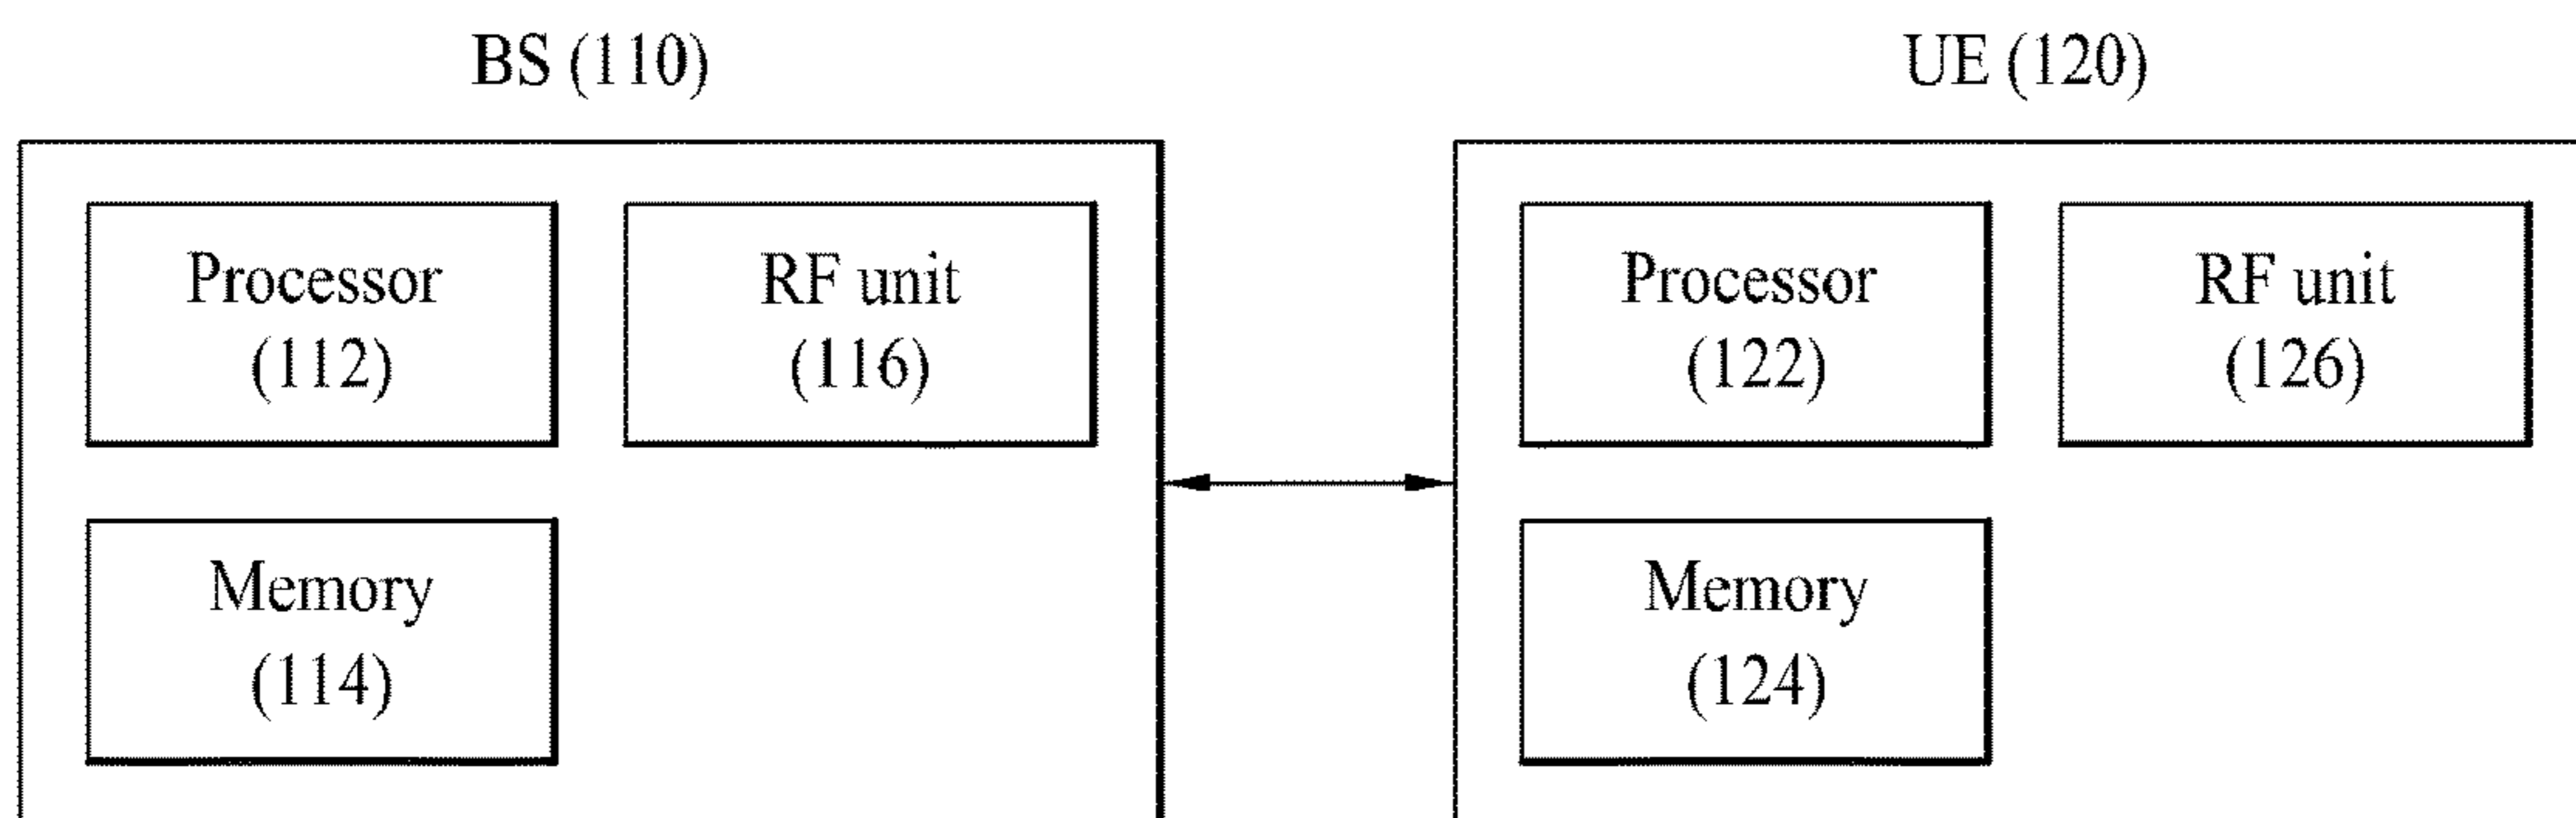 BS (110)
UE (120)
Processor
(112)
RF unit
(116)
Memory
(114)
Processor
(122)
RF unit
(126)
Memory
(124)